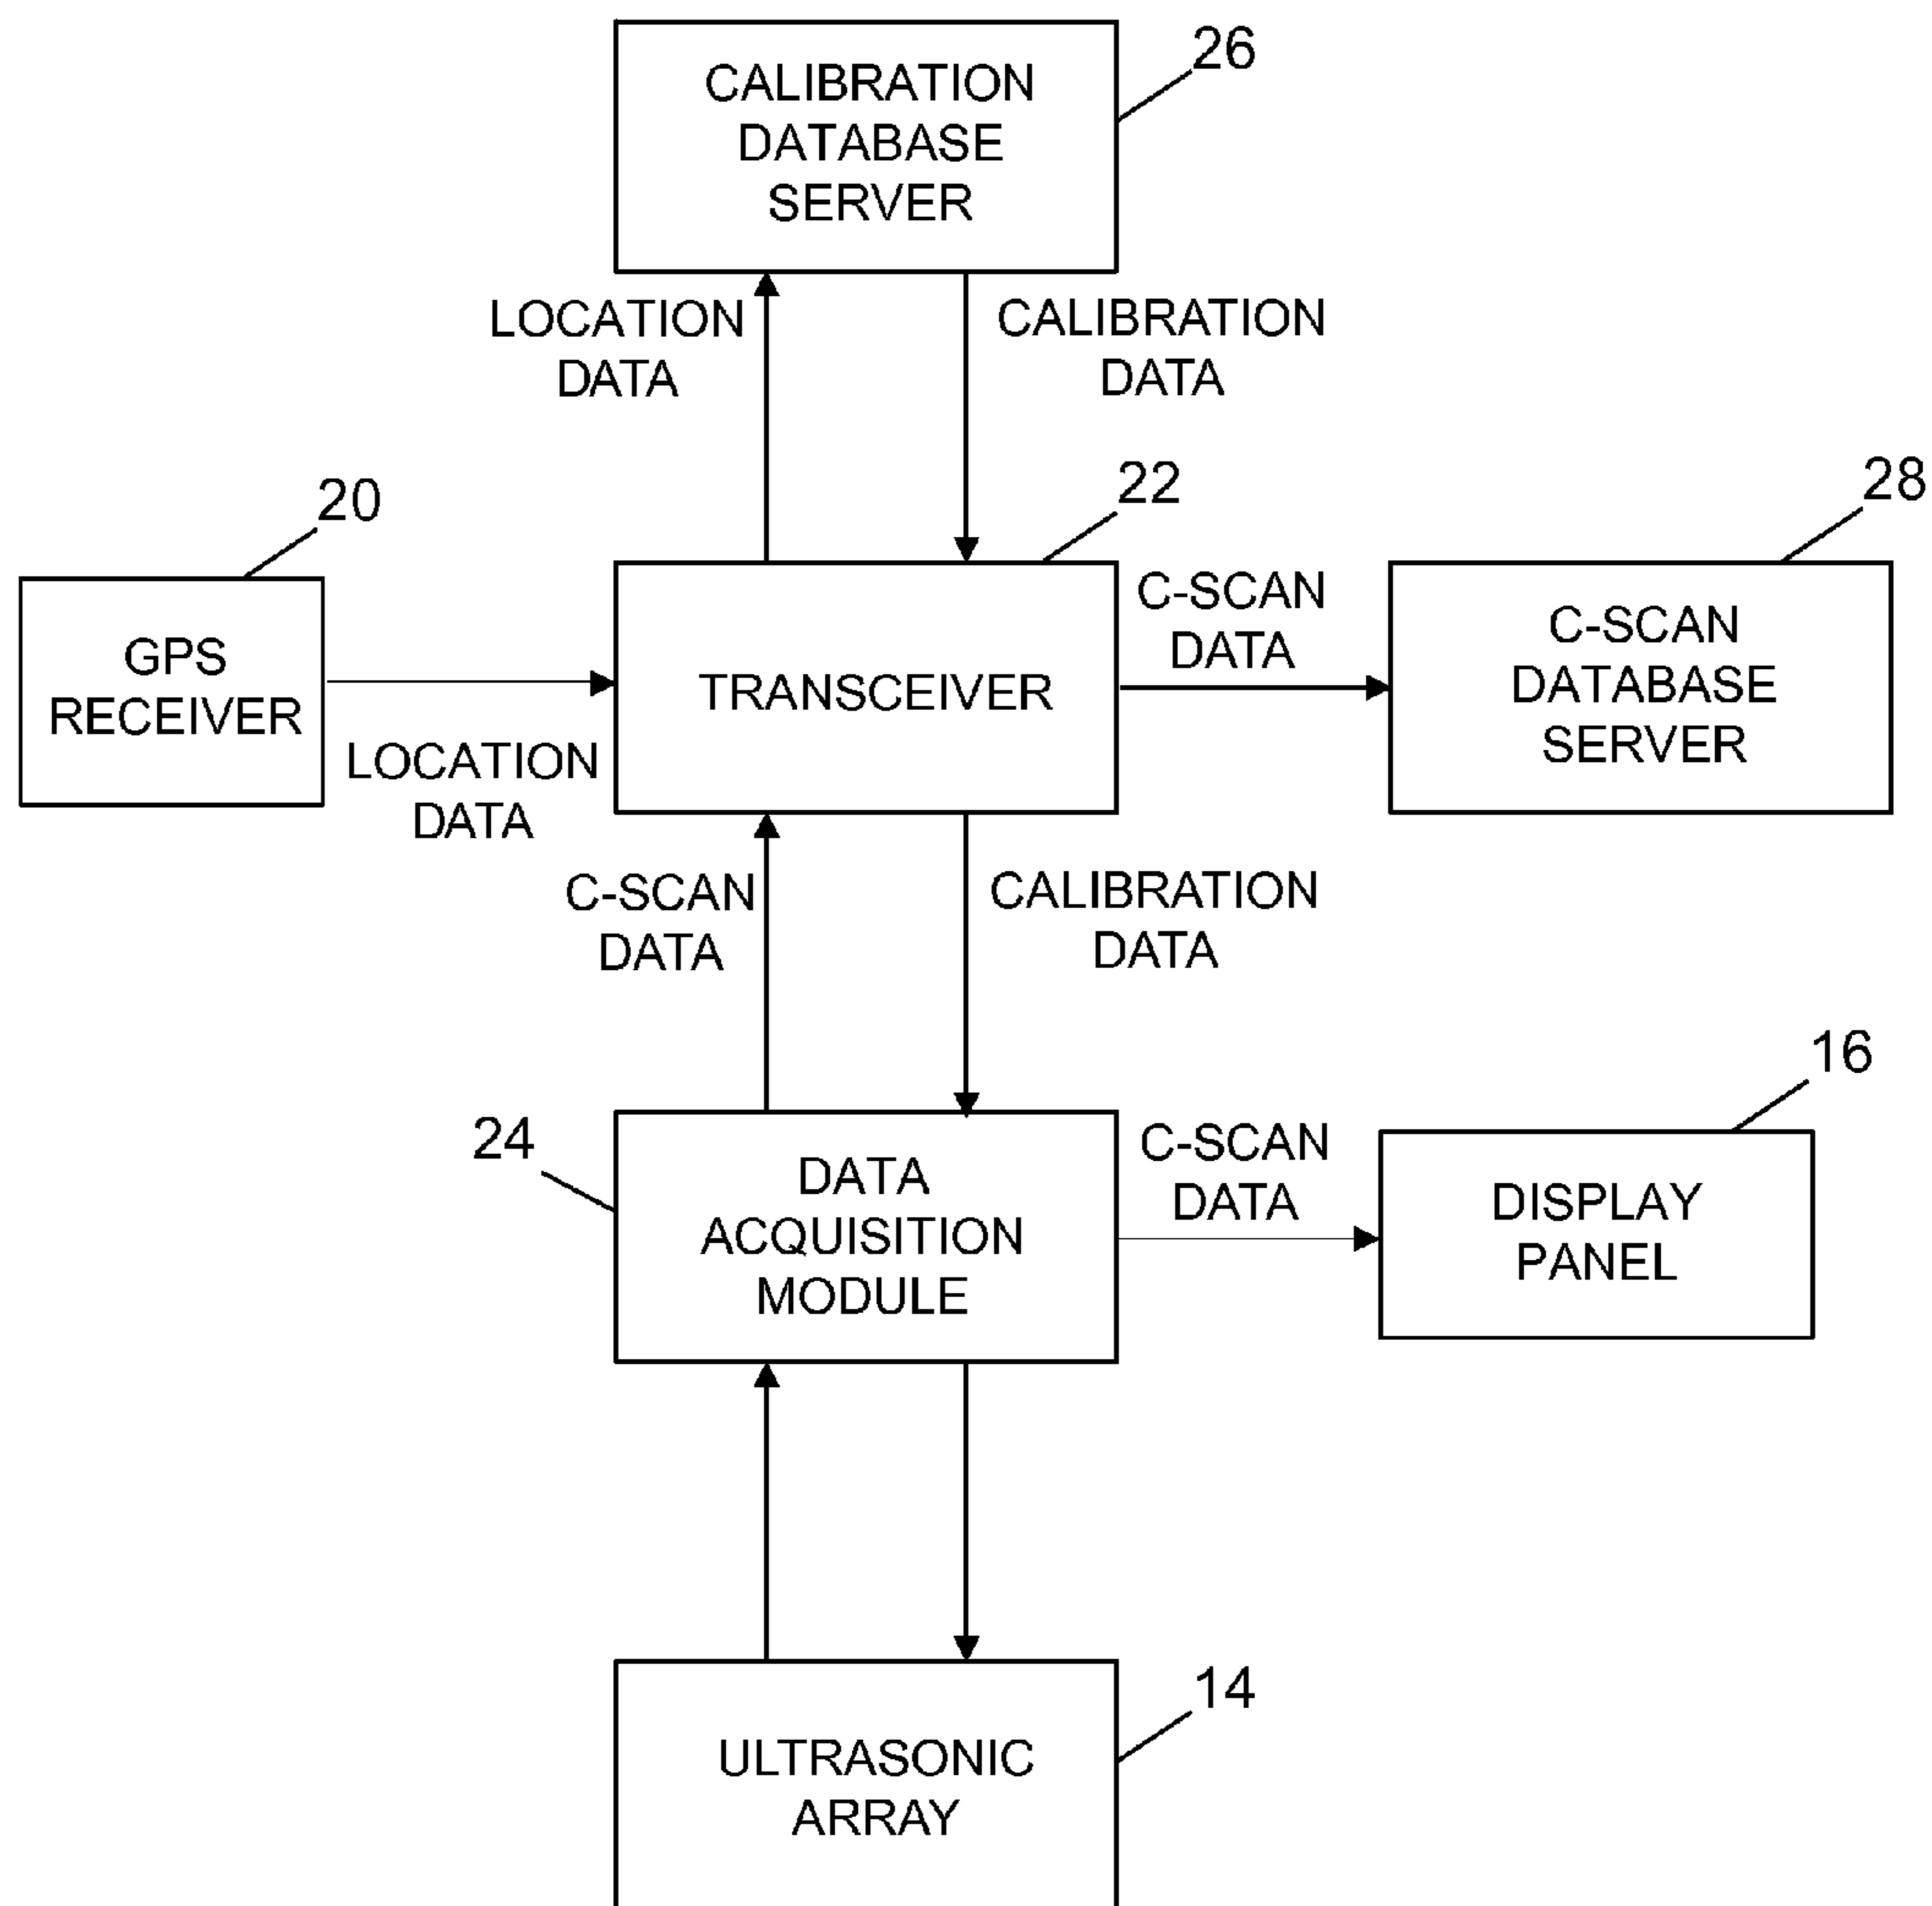 26
CALIBRATION
DATABASE
SERVER
LOCATION
DATA
CALIBRATION
DATA
20
22
28
GPS
RECEIVER
LOCATION
DATA
TRANSCEIVER
C-SCAN
DATA
C-SCAN
DATABASE
SERVER
C-SCAN
DATA
CALIBRATION
DATA
16
24
DATA
ACQUISITION
MODULE
C-SCAN
DATA
DISPLAY
PANEL
14
ULTRASONIC
ARRAY